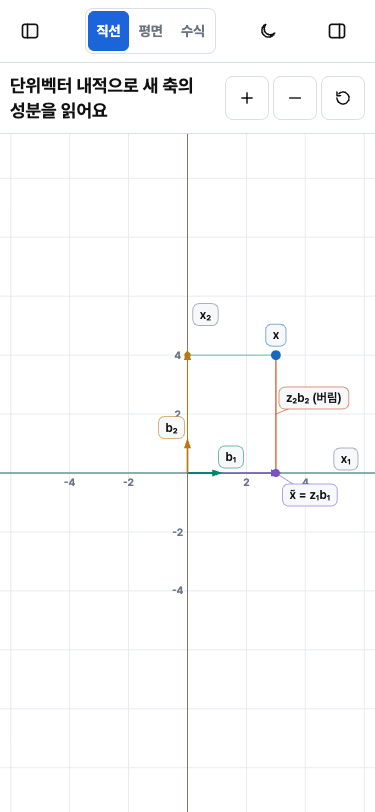 직선 평면 수식
단위벡터 내적으로 새 축의
성분을 읽어요
x₂
x
4
z₂b₂ (버림)
2
b₂
b₁
x₁
-4 -2 2 4
x̃ = z₁b₁
-2
-4